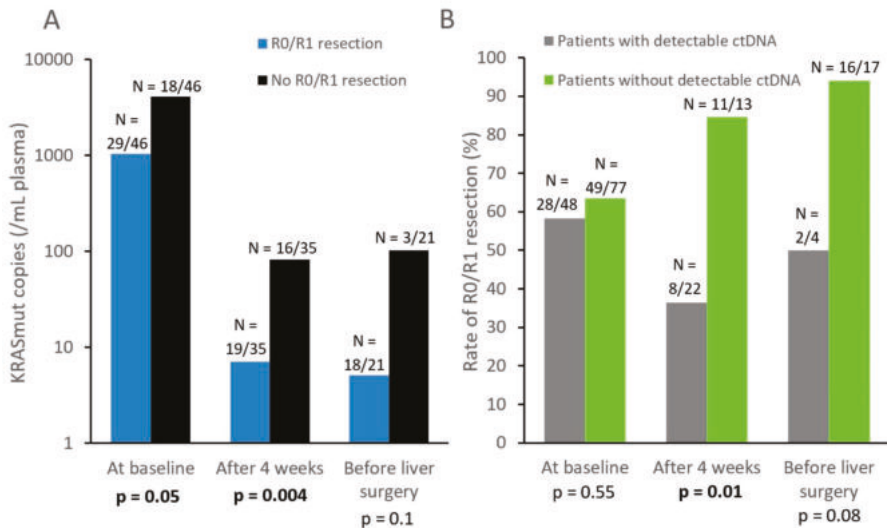 A
R0/R1 resection
No R0/R1 resection
KRASmut copies (/mL plasma)
10000
1000
100
10
1
N = 18/46
N =
29/46
N = 16/35
N =
19/35
N = 3/21
N =
18/21
At baseline
p = 0.05
After 4 weeks
p = 0.004
Before liver
surgery
p = 0.1
B
Patients with detectable ctDNA
Patients without detectable ctDNA
Rate of R0/R1 resection (%)
100
90
80
70
60
50
40
30
20
10
0
N =
28/48
N =
49/77
N =
8/22
N = 11/13
N =
2/4
N = 16/17
At baseline
p = 0.55
After 4 weeks
p = 0.01
Before liver
surgery
p = 0.08